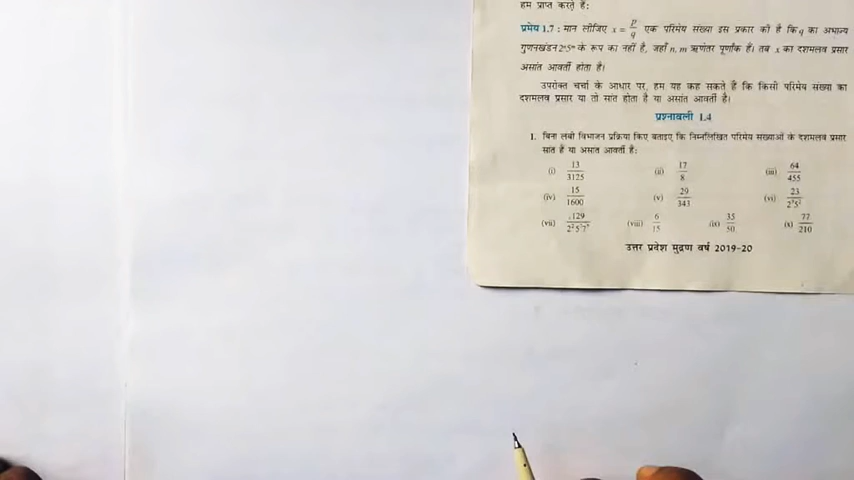 हम प्राप्त करते हैं:
प्रमेय 1.7 : मान लीजिए x = p/q एक परिमेय संख्या इस प्रकार की है कि q का अभाज्य
गुणनखंडन 2ⁿ5ᵐ के रूप का नहीं है, जहाँ n, m ऋणेतर पूर्णांक हैं। तब x का दशमलव प्रसार
असांत आवर्ती होता है।
उपरोक्त चर्चा के आधार पर, हम यह कह सकते हैं कि किसी परिमेय संख्या का
दशमलव प्रसार या तो सांत होता है या असांत आवर्ती है।
प्रश्नावली 1.4
1. बिना लंबी विभाजन प्रक्रिया किए बताइए कि निम्नलिखित परिमेय संख्याओं के दशमलव प्रसार
सांत हैं या असांत आवर्ती हैं:
(i) 13/3125 (ii) 17/8 (iii) 64/455
(iv) 15/1600 (v) 29/343 (vi) 23/2³5²
(vii) 129/2²5⁷7⁵ (viii) 6/15 (ix) 35/50 (x) 77/210
उत्तर प्रदेश मुद्रण वर्ष 2019-20